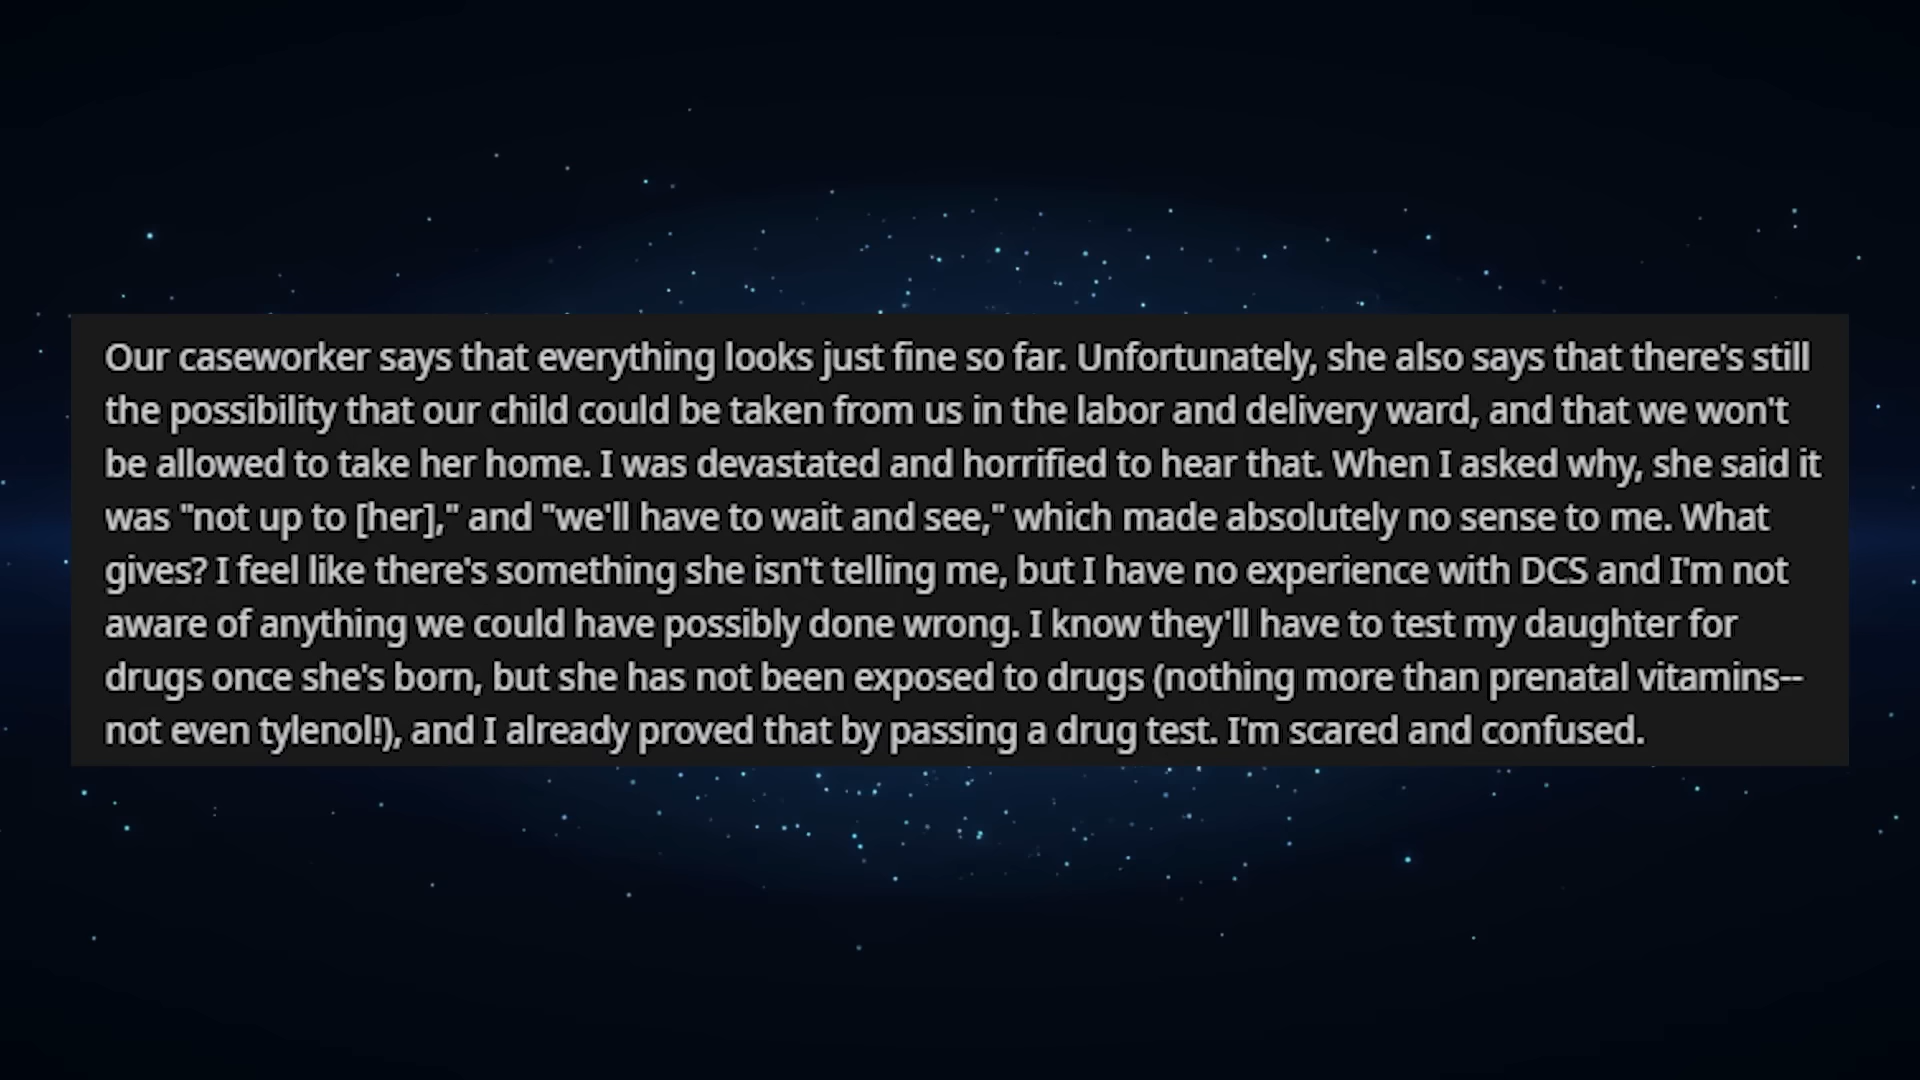 Our caseworker says that everything looks just fine so far. Unfortunately, she also says that there's still
the possibility that our child could be taken from us in the labor and delivery ward, and that we won't
be allowed to take her home. I was devastated and horrified to hear that. When I asked why, she said it
was "not up to [her]," and "we'll have to wait and see," which made absolutely no sense to me. What
gives? I feel like there's something she isn't telling me, but I have no experience with DCS and I'm not
aware of anything we could have possibly done wrong. I know they'll have to test my daughter for
drugs once she's born, but she has not been exposed to drugs (nothing more than prenatal vitamins--
not even tylenol!), and I already proved that by passing a drug test. I'm scared and confused.